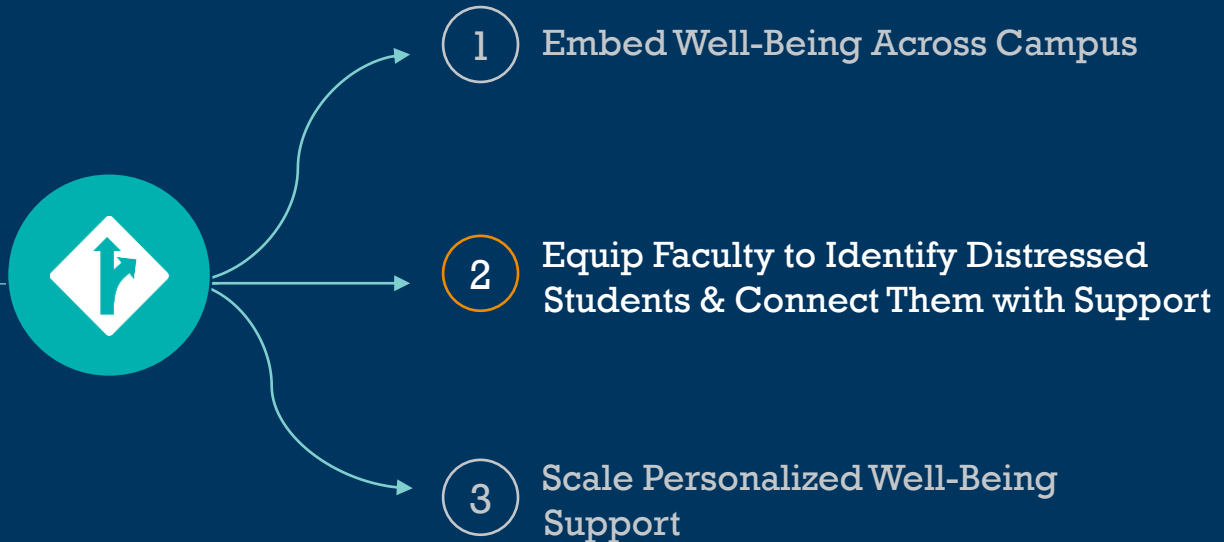 1
Embed Well-Being Across Campus
2
Equip Faculty to Identify Distressed
Students & Connect Them with Support
3
Scale Personalized Well-Being
Support